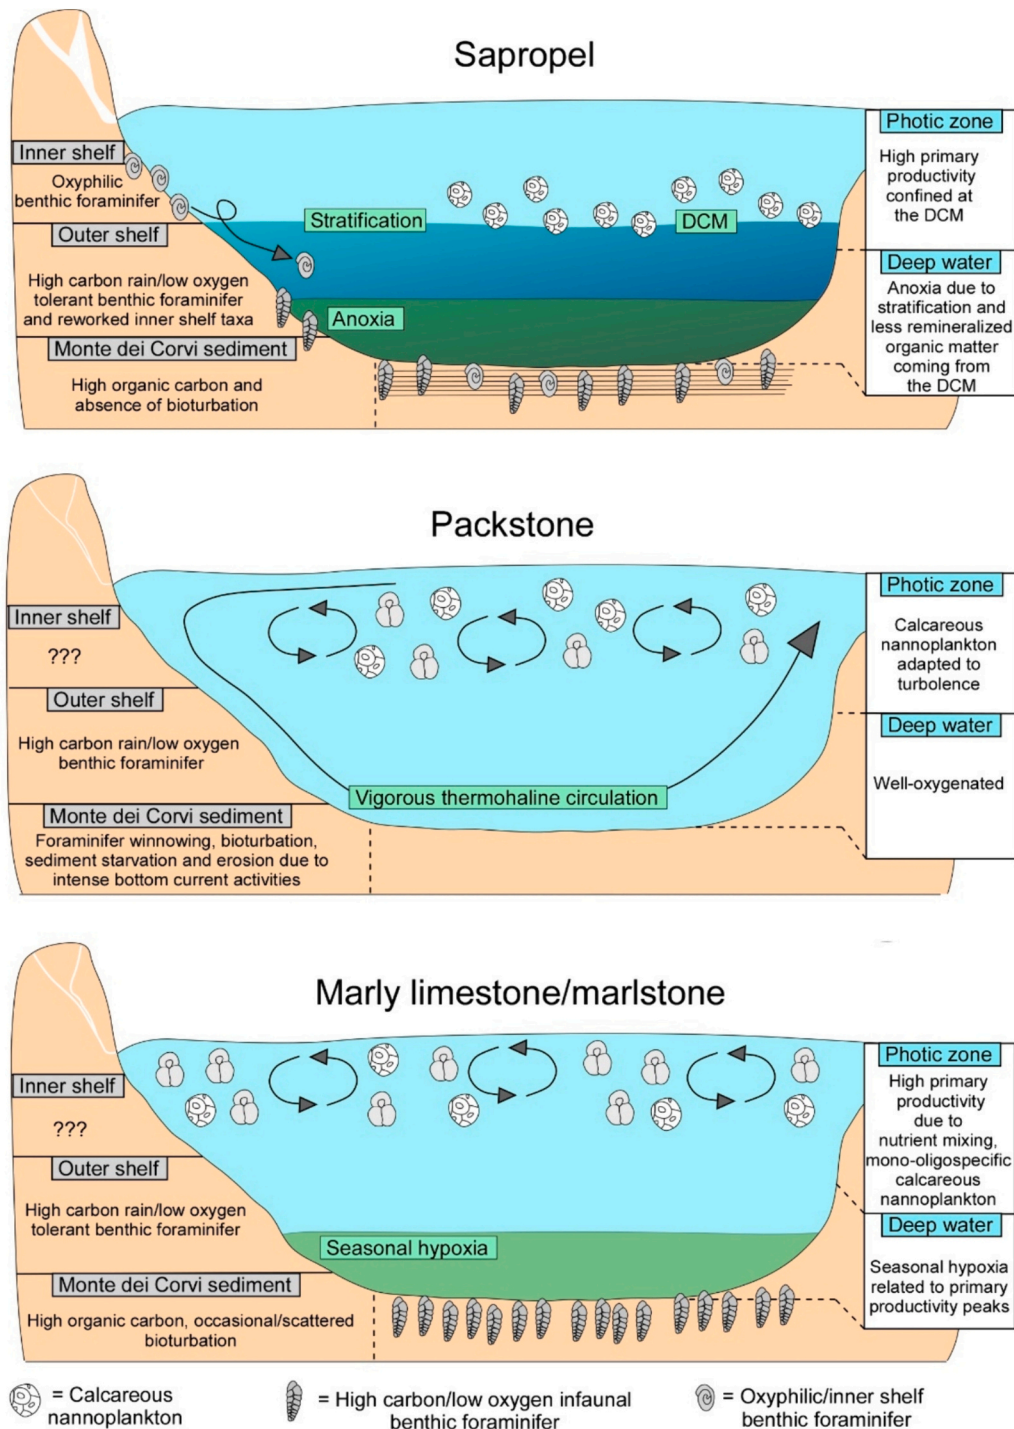 Sapropel
Inner shelf
Oxyphilic
benthic foraminifer
Outer shelf
High carbon rain/low oxygen
tolerant benthic foraminifer
and reworked inner shelf taxa
Monte dei Corvi sediment
High organic carbon and
absence of bioturbation
Stratification
DCM
Anoxia
Photic zone
High primary
productivity
confined at
the DCM
Deep water
Anoxia due to
stratification and
less remineralized
organic matter
coming from
the DCM
Packstone
Inner shelf
???
Outer shelf
High carbon rain/low oxygen
benthic foraminifer
Monte dei Corvi sediment
Foraminifer winnowing, bioturbation,
sediment starvation and erosion due to
intense bottom current activities
Vigorous thermohaline circulation
Photic zone
Calcareous
nannoplankton
adapted to
turbolence
Deep water
Well-oxygenated
Marly limestone/marlstone
Inner shelf
???
Outer shelf
High carbon rain/low oxygen
tolerant benthic foraminifer
Monte dei Corvi sediment
High organic carbon, occasional/scattered
bioturbation
Seasonal hypoxia
Photic zone
High primary
productivity
due to
nutrient mixing,
mono-oligospecific
calcareous
nannoplankton
Deep water
Seasonal hypoxia
related to primary
productivity peaks
= Calcareous
nannoplankton
= High carbon/low oxygen infaunal
benthic foraminifer
= Oxyphilic/inner shelf
benthic foraminifer